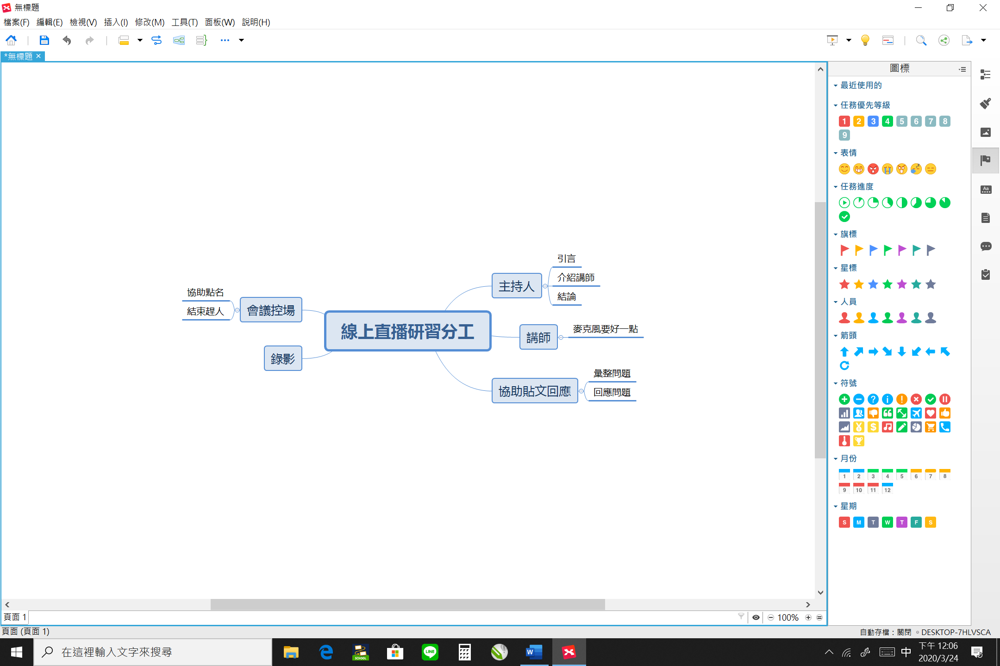 無標題
檔案(F) 編輯(E) 檢視(V) 插入(I) 修改(M) 工具(T) 面板(W) 說明(H)
*無標題
線上直播研習分工
主持人
引言
介紹講師
結論
講師
麥克風要好一點
協助貼文回應
彙整問題
回應問題
會議控場
協助點名
結束趕人
錄影
圖標
最近使用的
任務優先等級
1 2 3 4 5 6 7 8
9
表情
任務進度
旗標
星標
人員
箭頭
符號
月份
1 2 3 4 5 6 7 8
9 10 11 12
星期
S M T W T F S
Aa
頁面 1
100%
頁面 (頁面 1)
自動存檔：關閉 DESKTOP-7HLVSCA
在這裡輸入文字來搜尋
SCHOOL
LINE
W
中
下午 12:06
2020/3/24